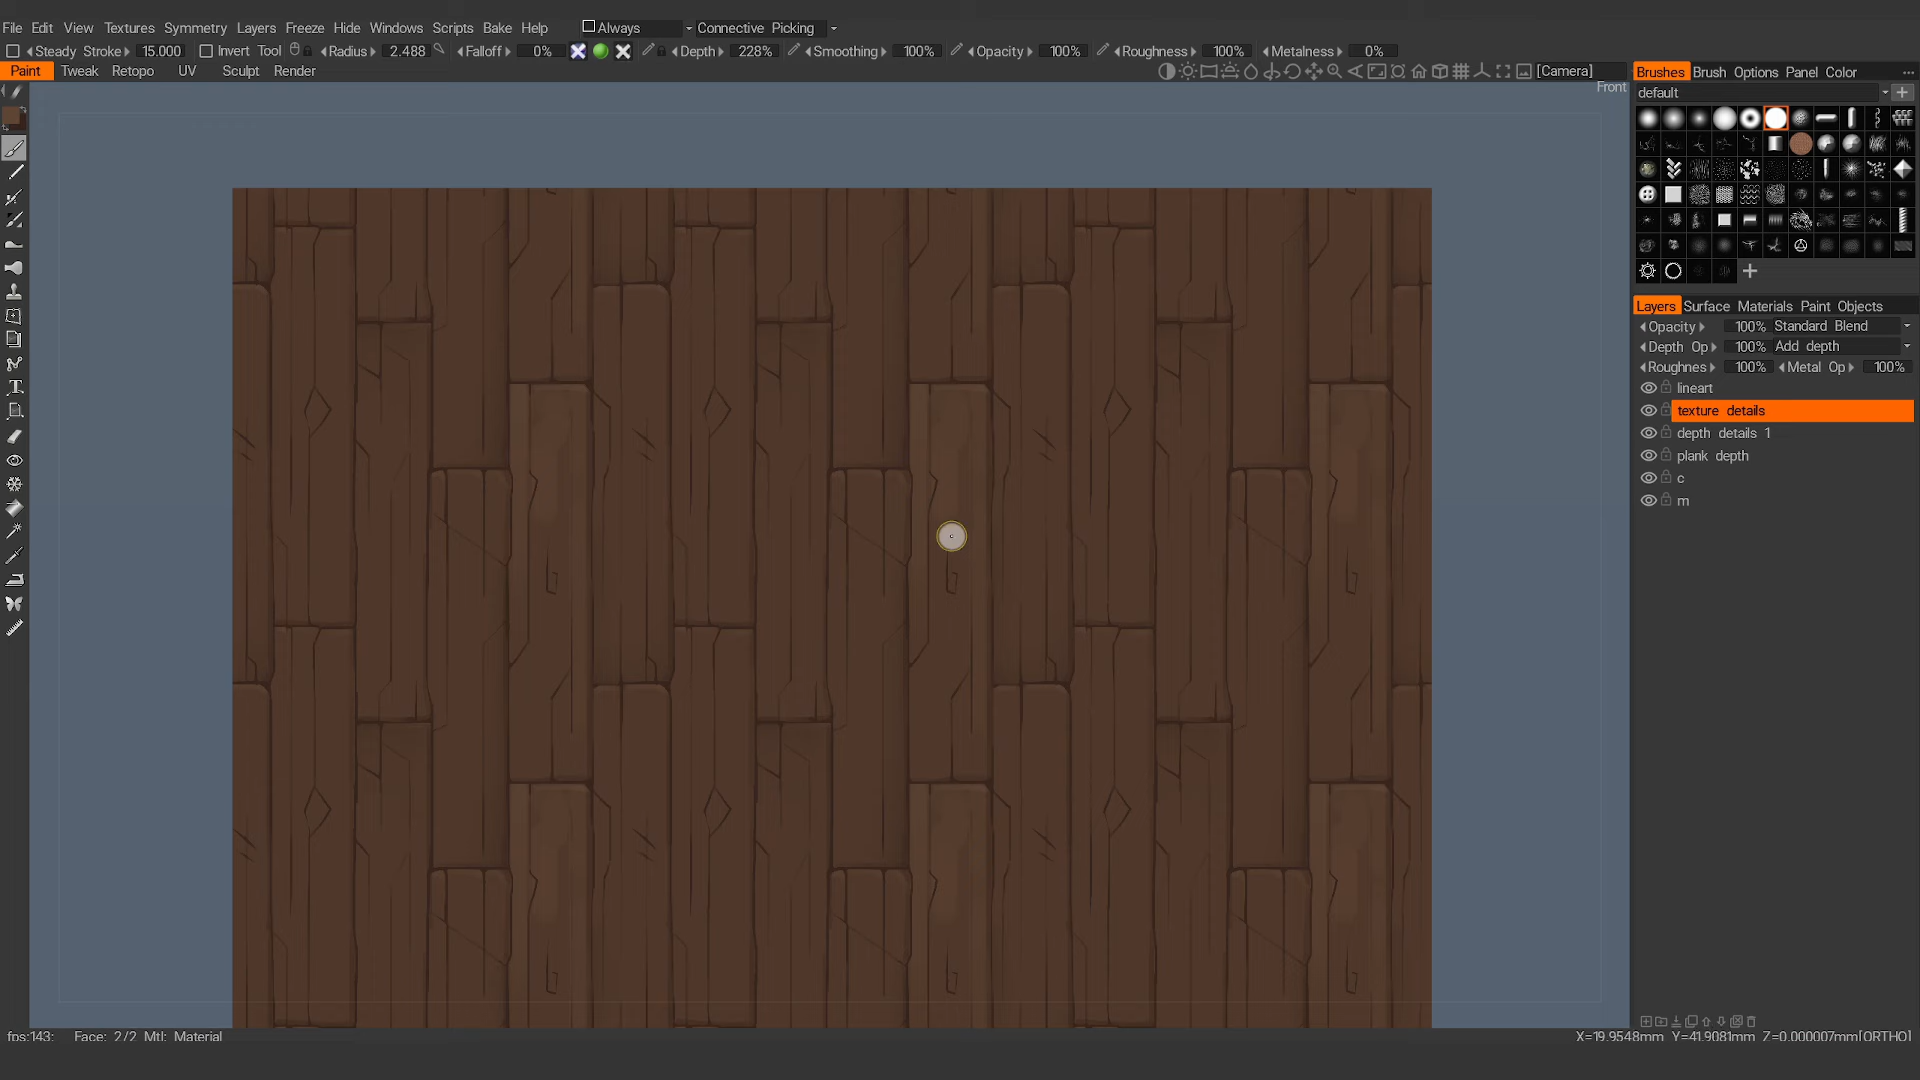 File Edit View Textures Symmetry Layers Freeze Hide Windows Scripts Bake Help Always Connective Picking
Steady Stroke 15.000 Invert Tool Radius 2.488 Falloff 0% Depth 228% Smoothing 100% Opacity 100% Roughness 100% Metalness 0%
Paint Tweak Retopo UV Sculpt Render [Camera]
Front
Brushes Brush Options Panel Color
default
Layers Surface Materials Paint Objects
Opacity 100% Standard Blend
Depth Op 100% Add depth
Roughnes 100% Metal Op 100%
lineart
texture details
depth details 1
plank depth
c
m
fps:143: Face: 2/2 Mtl: Material
X=19.9548mm Y=41.9081mm Z=0.000007mm[ORTHO]